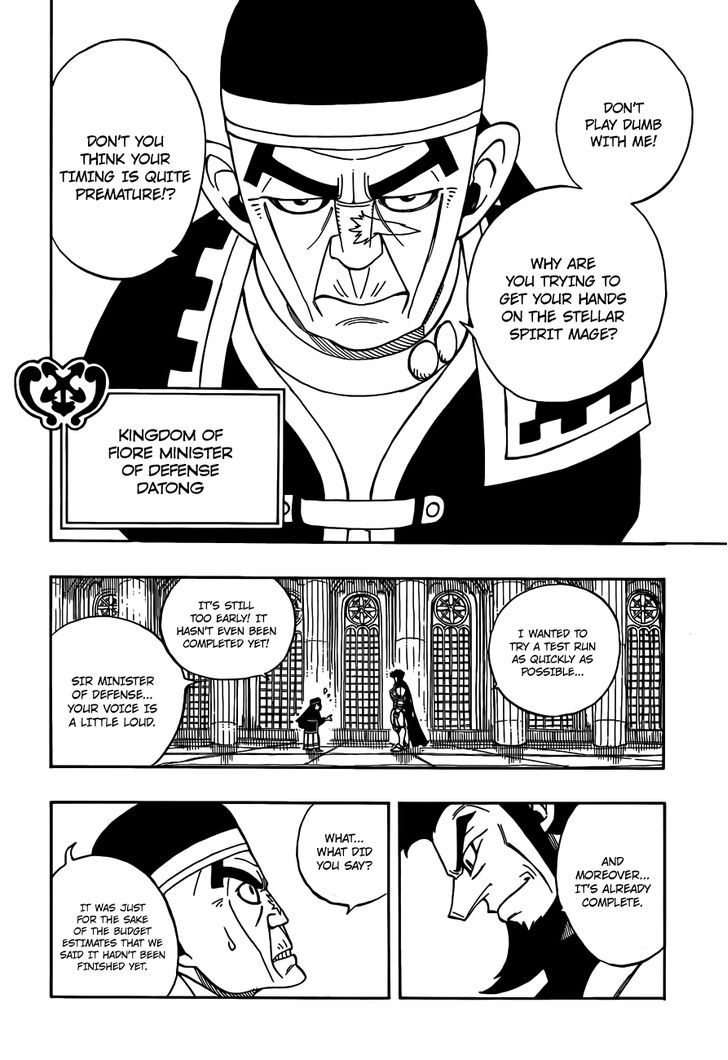 DON'T
PLAY DUMB
WITH ME!
WHY ARE
YOU TRYING TO
GET YOUR HANDS
ON THE STELLAR
SPIRIT MAGE?
DON'T YOU
THINK YOUR
TIMING IS QUITE
PREMATURE!?
KINGDOM OF
FIORE MINISTER
OF DEFENSE
DATONG
I WANTED TO
TRY A TEST RUN
AS QUICKLY AS
POSSIBLE...
IT'S STILL
TOO EARLY! IT
HASN'T EVEN BEEN
COMPLETED YET!
SIR MINISTER
OF DEFENSE...
YOUR VOICE IS
A LITTLE LOUD.
AND
MOREOVER...
IT'S ALREADY
COMPLETE.
WHAT...
WHAT DID
YOU SAY?
IT WAS JUST
FOR THE SAKE
OF THE BUDGET
ESTIMATES THAT WE
SAID IT HADN'T BEEN
FINISHED YET.